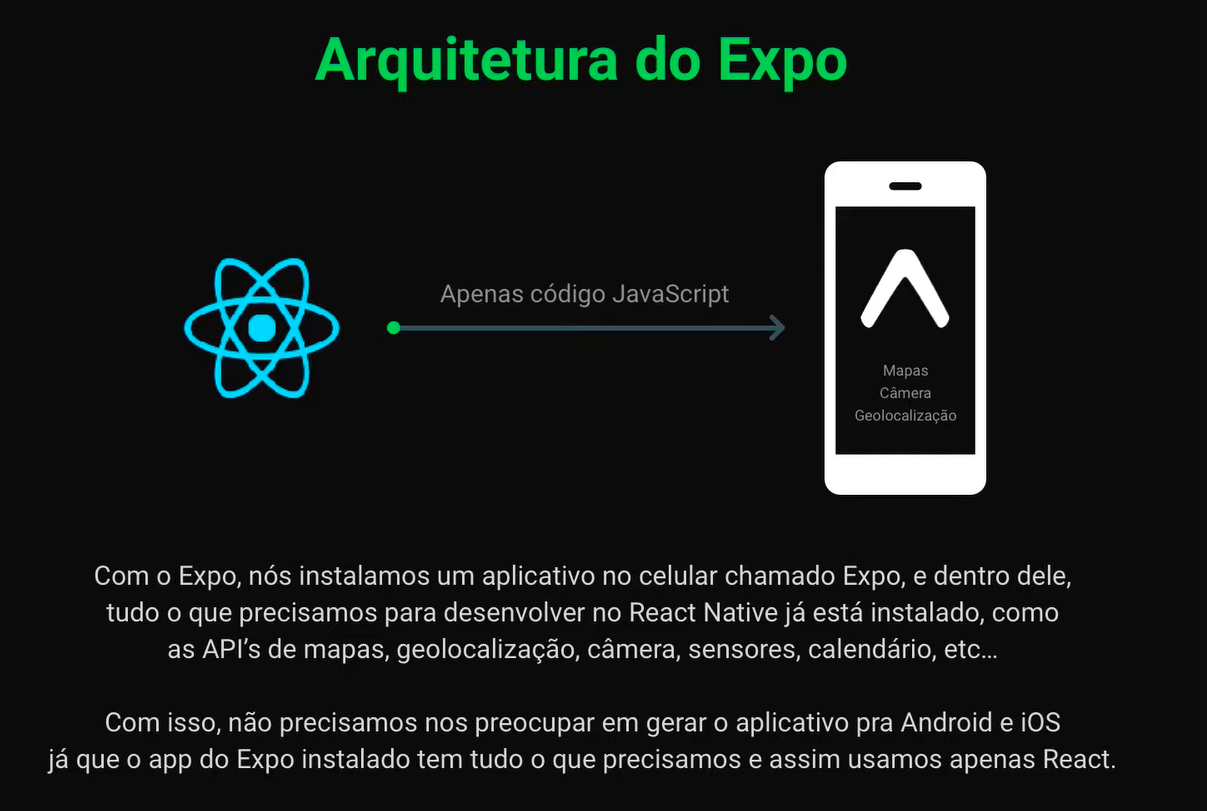 Arquitetura do Expo
Apenas código JavaScript
Mapas
Câmera
Geolocalização
Com o Expo, nós instalamos um aplicativo no celular chamado Expo, e dentro dele,
tudo o que precisamos para desenvolver no React Native já está instalado, como
as API’s de mapas, geolocalização, câmera, sensores, calendário, etc...
Com isso, não precisamos nos preocupar em gerar o aplicativo pra Android e iOS
já que o app do Expo instalado tem tudo o que precisamos e assim usamos apenas React.